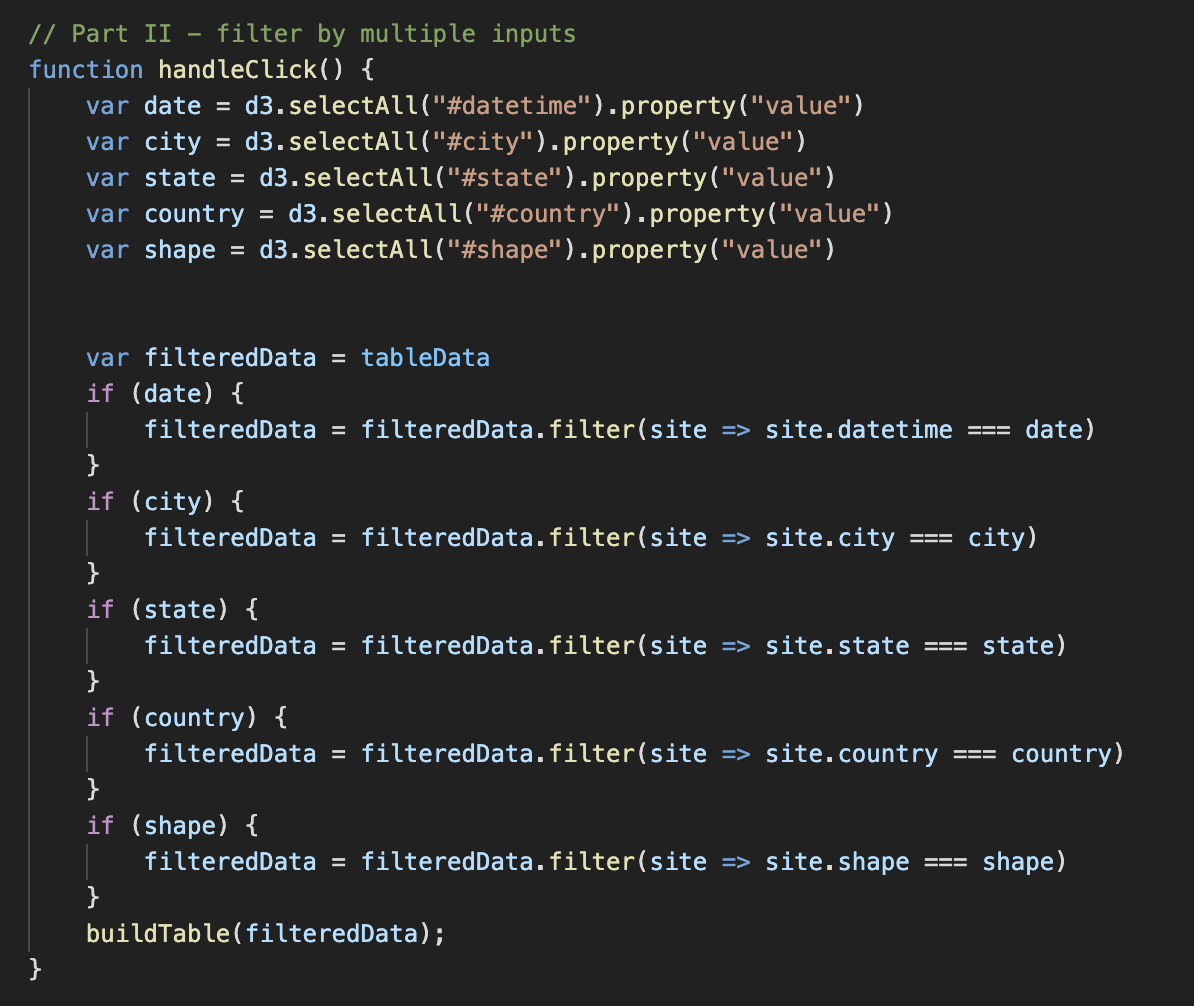 // Part II – filter by multiple inputs
function handleClick() {
    var date = d3.selectAll("#datetime").property("value")
    var city = d3.selectAll("#city").property("value")
    var state = d3.selectAll("#state").property("value")
    var country = d3.selectAll("#country").property("value")
    var shape = d3.selectAll("#shape").property("value")
    var filteredData = tableData
    if (date) {
        filteredData = filteredData.filter(site => site.datetime === date)
    }
    if (city) {
        filteredData = filteredData.filter(site => site.city === city)
    }
    if (state) {
        filteredData = filteredData.filter(site => site.state === state)
    }
    if (country) {
        filteredData = filteredData.filter(site => site.country === country)
    }
    if (shape) {
        filteredData = filteredData.filter(site => site.shape === shape)
    }
    buildTable(filteredData);
}